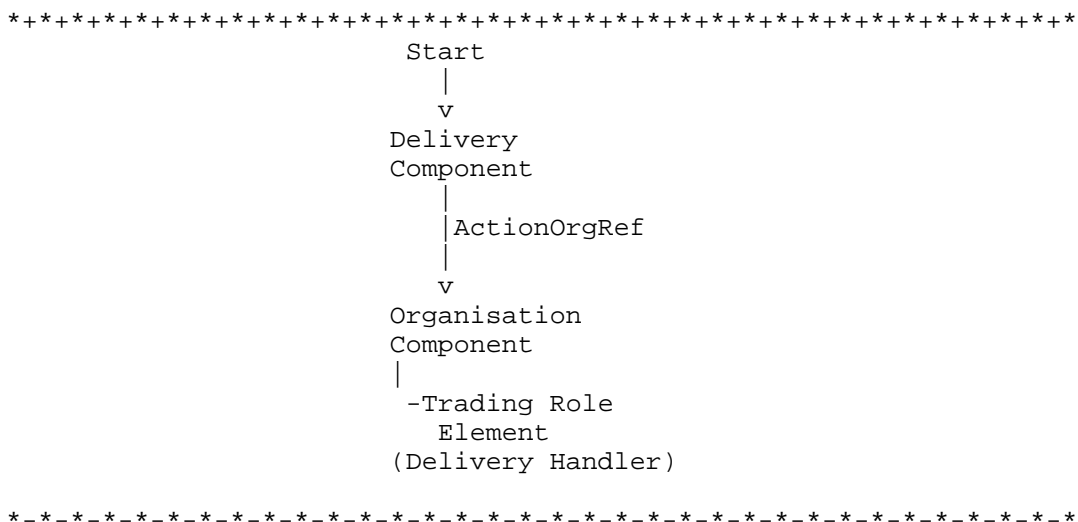 *+*+*+*+*+*+*+*+*+*+*+*+*+*+*+*+*+*+*+*+*+*+*+*+*+*+*+*+*+*+*+*+*+*
Start
|
v
Delivery
Component
|
|ActionOrgRef
|
v
Organisation
Component
|
-Trading Role
Element
(Delivery Handler)
*-*-*-*-*-*-*-*-*-*-*-*-*-*-*-*-*-*-*-*-*-*-*-*-*-*-*-*-*-*-*-*-*-*